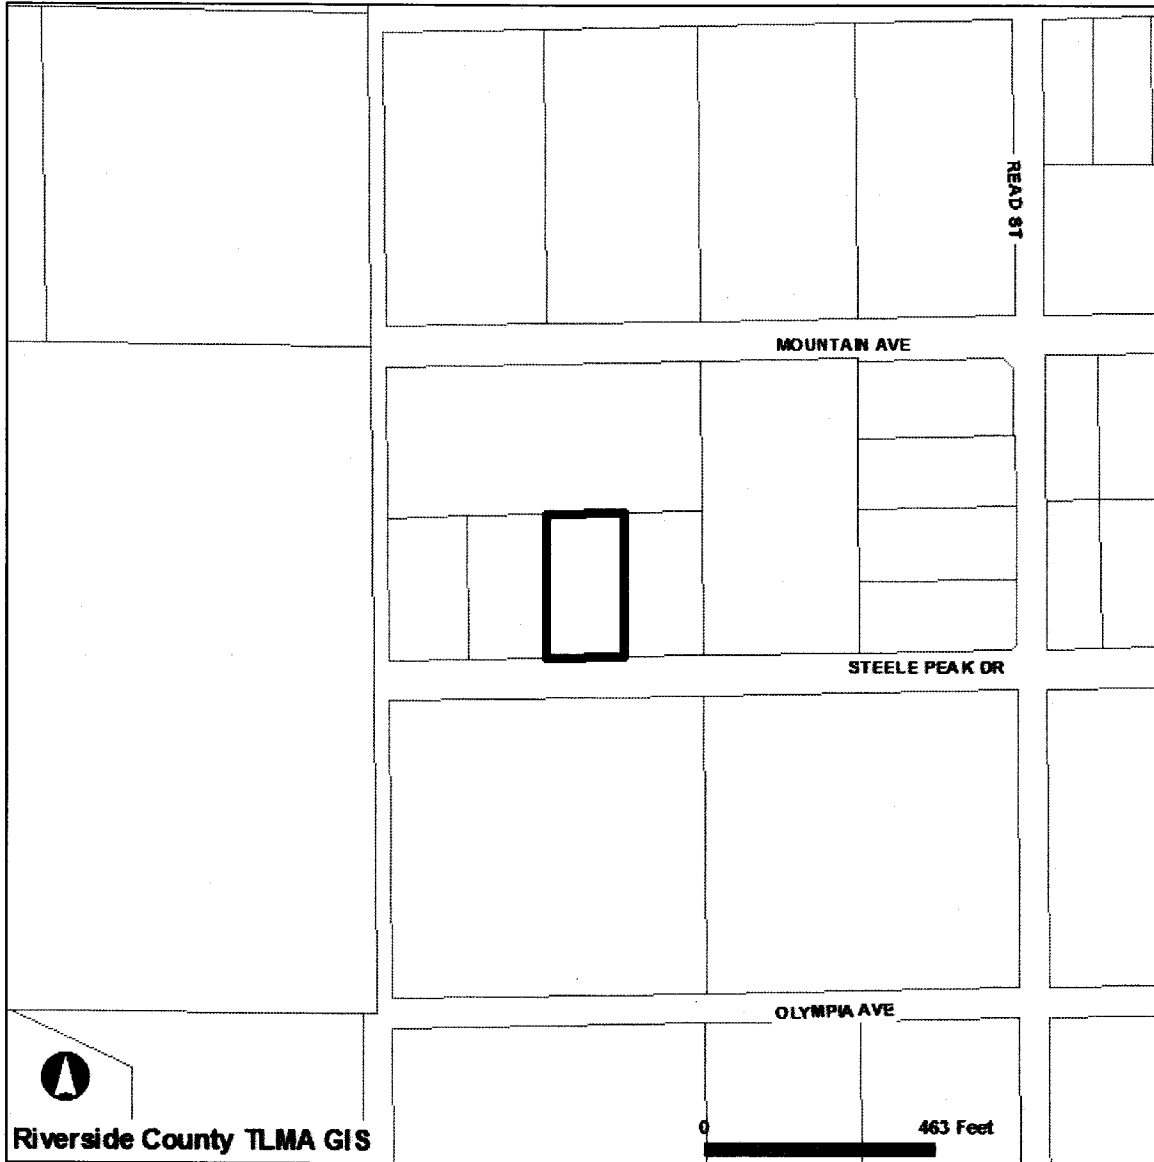 READ ST
MOUNTAIN AVE
STEELE PEAK DR
OLYMPIA AVE
Riverside County TLMA GIS
0 463 Feet